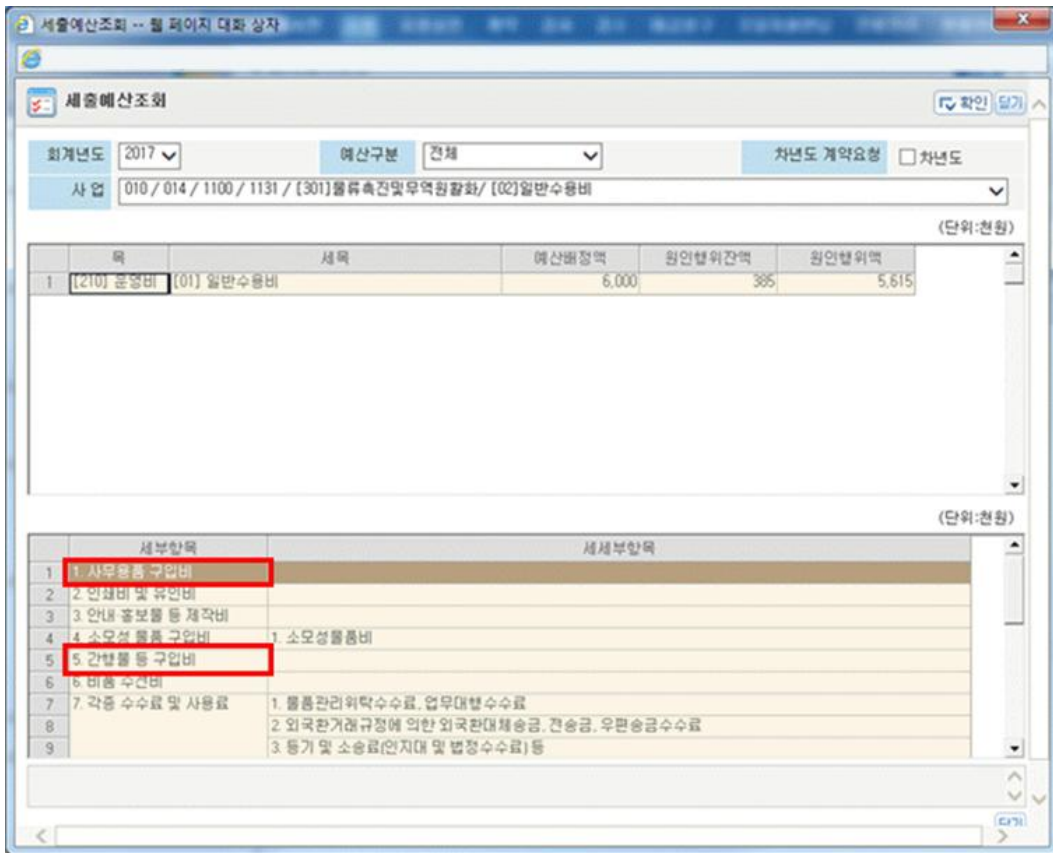 세출예산조회 -- 웹 페이지 대화 상자
세출예산조회 확인 닫기
회계년도 2017 예산구분 전체 차년도 계약요청 차년도
사 업 010 / 014 / 1100 / 1131 / [301]물류촉진및무역원활화/ [02]일반수용비
(단위:천원)
목 세목 예산배정액 원인행위잔액 원인행위액
1 [210] 운영비 [01] 일반수용비 6,000 385 5,615
(단위:천원)
세부항목 세세부항목
1 1. 사무용품 구입비
2 2. 인쇄비 및 유인비
3 3. 안내·홍보물 등 제작비
4 4. 소모성 물품 구입비 1. 소모성물품비
5 5. 간행물 등 구입비
6 6. 비품 수선비
7 7. 각종 수수료 및 사용료 1. 물품관리위탁수수료, 업무대행수수료
8 2. 외국환거래규정에 의한 외국환대체송금, 전송금, 우편송금수수료
9 3. 등기 및 소송료(인지대 및 법정수수료) 등
닫기